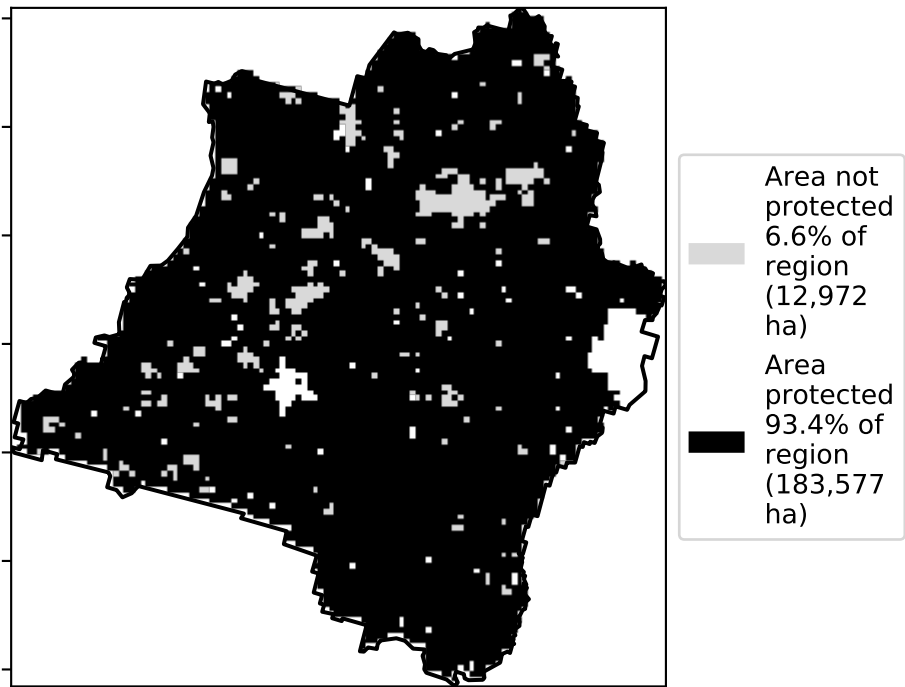 Area not
protected
6.6% of
region
(12,972
ha)
Area
protected
93.4% of
region
(183,577
ha)